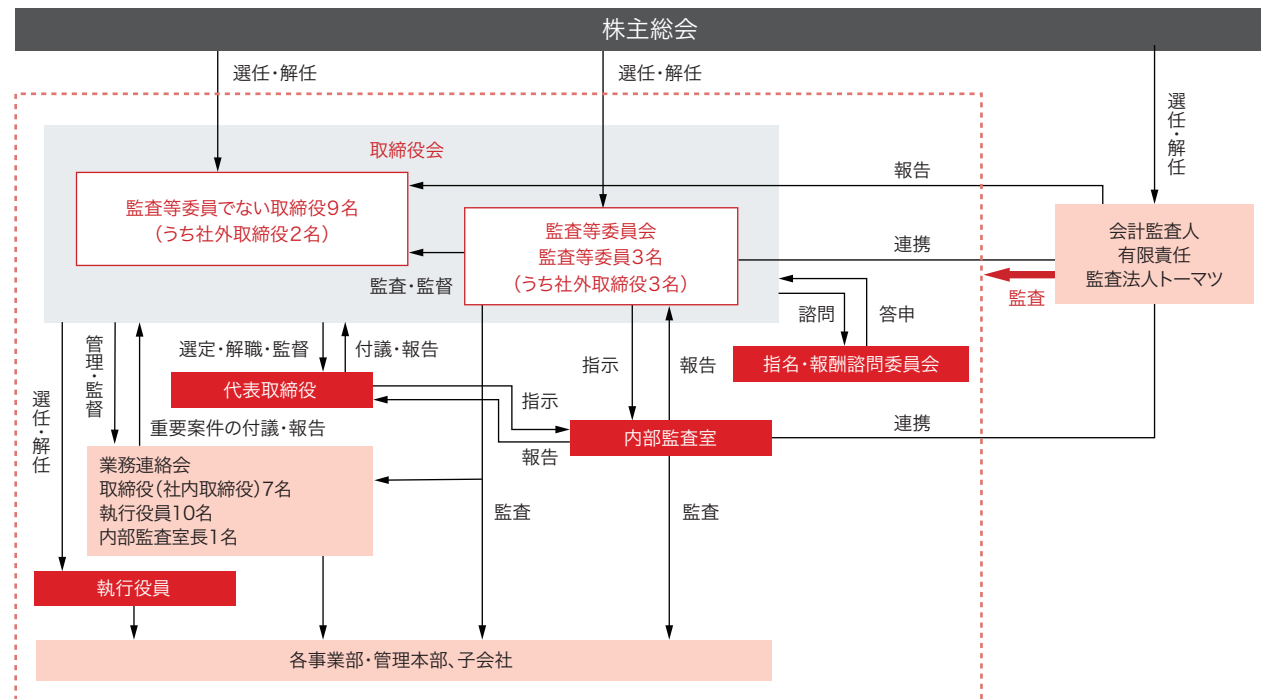 株主総会
選任・解任
選任・解任
選任・解任
取締役会
報告
監査等委員でない取締役9名
(うち社外取締役2名)
監査等委員会
監査等委員3名
(うち社外取締役3名)
連携
会計監査人
有限責任
監査法人トーマツ
監査・監督
監査
諮問
答申
管理・監督
選定・解職・監督
付議・報告
指示
報告
指名・報酬諮問委員会
代表取締役
選任・解任
指示
重要案件の付議・報告
内部監査室
連携
報告
業務連絡会
取締役(社内取締役)7名
執行役員10名
内部監査室長1名
監査
監査
執行役員
各事業部・管理本部、子会社